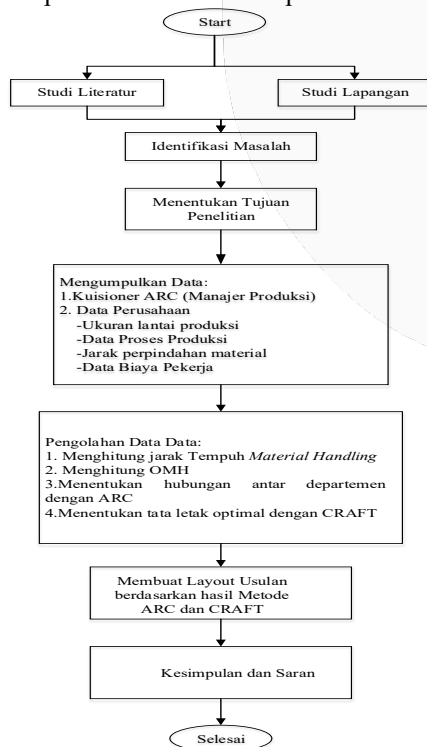 Start
Studi Literatur
Studi Lapangan
Identifikasi Masalah
Menentukan Tujuan
Penelitian
Mengumpulkan Data:
1.Kuisioner ARC (Manajer Produksi)
2. Data Perusahaan
-Ukuran lantai produksi
-Data Proses Produksi
-Jarak perpindahan material
-Data Biaya Pekerja
Pengolahan Data Data:
1. Menghitung jarak Tempuh Material Handling
2. Menghitung OMH
3.Menentukan hubungan antar departemen
dengan ARC
4.Menentukan tata letak optimal dengan CRAFT
Membuat Layout Usulan
berdasarkan hasil Metode
ARC dan CRAFT
Kesimpulan dan Saran
Selesai